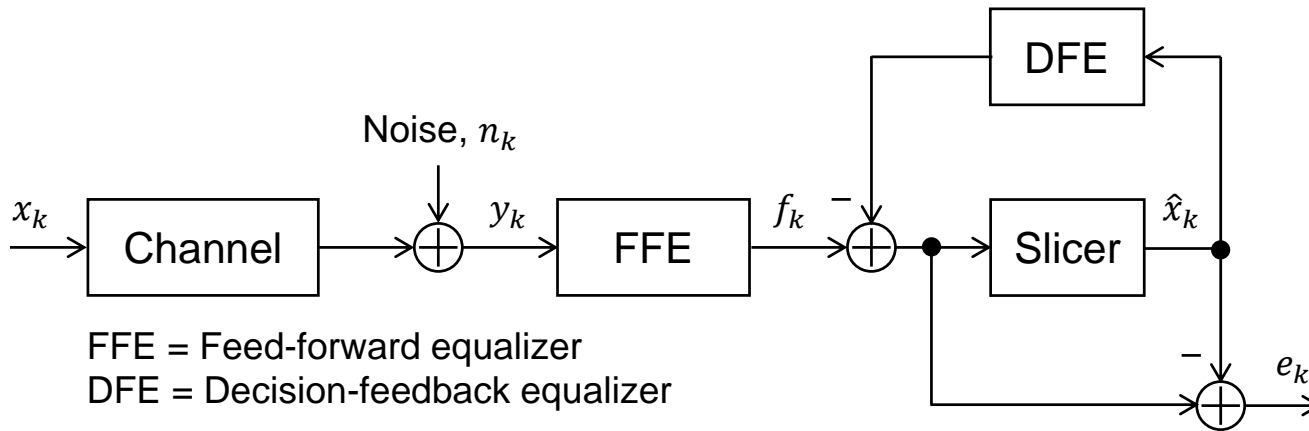 DFE
Noise, n_k
x_k
Channel
y_k
FFE
f_k
−
Slicer
x̂_k
FFE = Feed-forward equalizer
DFE = Decision-feedback equalizer
−
e_k